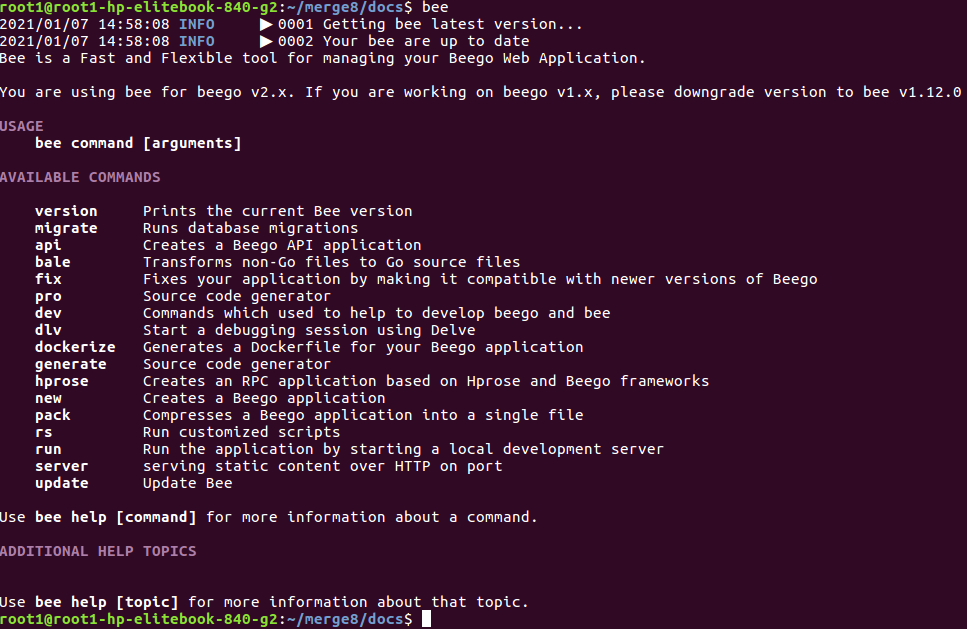 root1@root1-hp-elitebook-840-g2:~/merge8/docs$ bee
2021/01/07 14:58:08 INFO ▶ 0001 Getting bee latest version...
2021/01/07 14:58:08 INFO ▶ 0002 Your bee are up to date
Bee is a Fast and Flexible tool for managing your Beego Web Application.
You are using bee for beego v2.x. If you are working on beego v1.x, please downgrade version to bee v1.12.0
USAGE
bee command [arguments]
AVAILABLE COMMANDS
version Prints the current Bee version
migrate Runs database migrations
api Creates a Beego API application
bale Transforms non-Go files to Go source files
fix Fixes your application by making it compatible with newer versions of Beego
pro Source code generator
dev Commands which used to help to develop beego and bee
dlv Start a debugging session using Delve
dockerize Generates a Dockerfile for your Beego application
generate Source code generator
hprose Creates an RPC application based on Hprose and Beego frameworks
new Creates a Beego application
pack Compresses a Beego application into a single file
rs Run customized scripts
run Run the application by starting a local development server
server serving static content over HTTP on port
update Update Bee
Use bee help [command] for more information about a command.
ADDITIONAL HELP TOPICS
Use bee help [topic] for more information about that topic.
root1@root1-hp-elitebook-840-g2:~/merge8/docs$